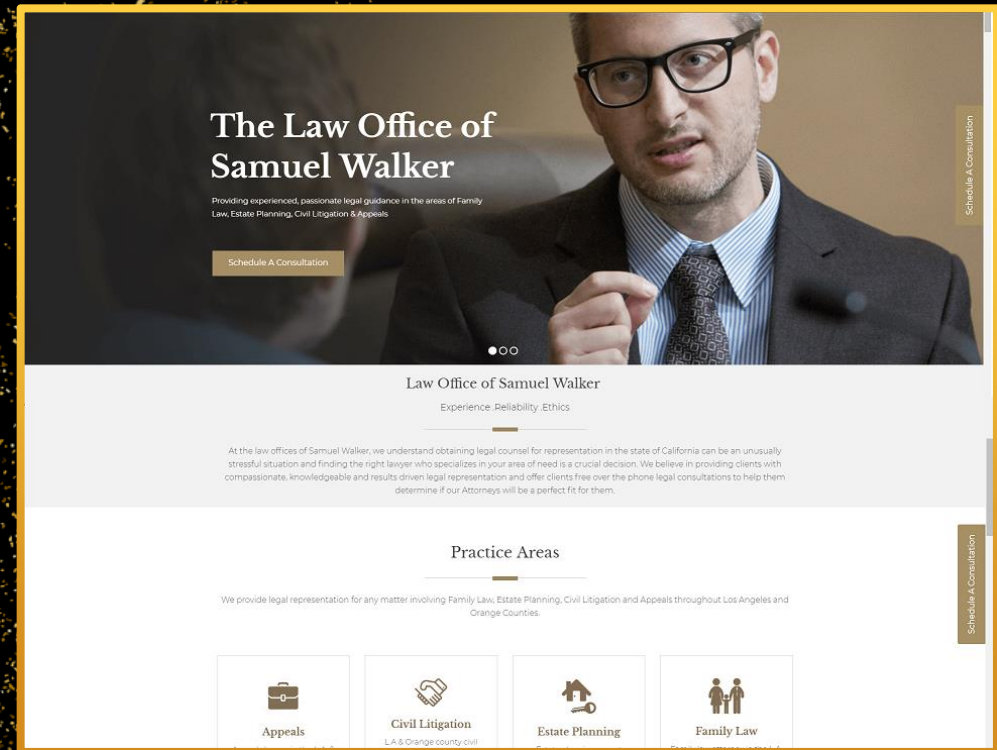 The Law Office of
Samuel Walker
Providing experienced, passionate legal guidance in the areas of Family
Law, Estate Planning, Civil Litigation & Appeals
Schedule A Consultation
Schedule A Consultation
Law Office of Samuel Walker
Experience .Reliability .Ethics
At the law offices of Samuel Walker, we understand obtaining legal counsel for representation in the state of California can be an unusually
stressful situation and finding the right lawyer who specializes in your area of need is a crucial decision. We believe in providing clients with
compassionate, knowledgeable and results driven legal representation and offer clients free over the phone legal consultations to help them
determine if our Attorneys will be a perfect fit for them.
Practice Areas
We provide legal representation for any matter involving Family Law, Estate Planning, Civil Litigation and Appeals throughout Los Angeles and
Orange Counties.
Schedule A Consultation
Appeals
Civil Litigation
L.A & Orange county civil
Estate Planning
Family Law